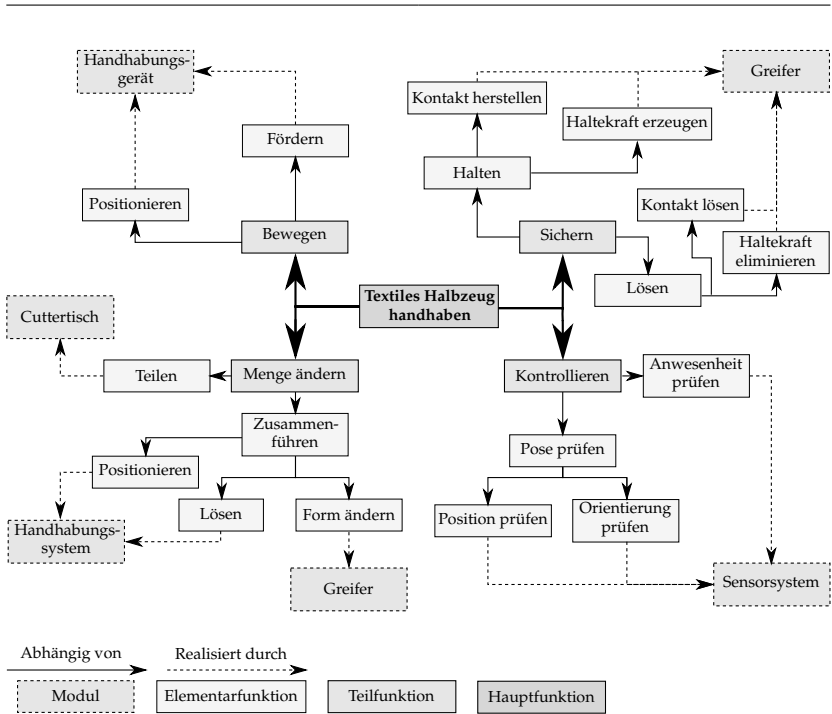 Handhabungs-
gerät
Greifer
Kontakt herstellen
Haltekraft erzeugen
Fördern
Halten
Positionieren
Kontakt lösen
Bewegen
Sichern
Haltekraft
eliminieren
Lösen
Textiles Halbzeug
handhaben
Cuttertisch
Teilen
Menge ändern
Kontrollieren
Anwesenheit
prüfen
Zusammen-
führen
Pose prüfen
Positionieren
Lösen
Form ändern
Position prüfen
Orientierung
prüfen
Handhabungs-
system
Greifer
Sensorsystem
Abhängig von
Realisiert durch
Modul
Elementarfunktion
Teilfunktion
Hauptfunktion